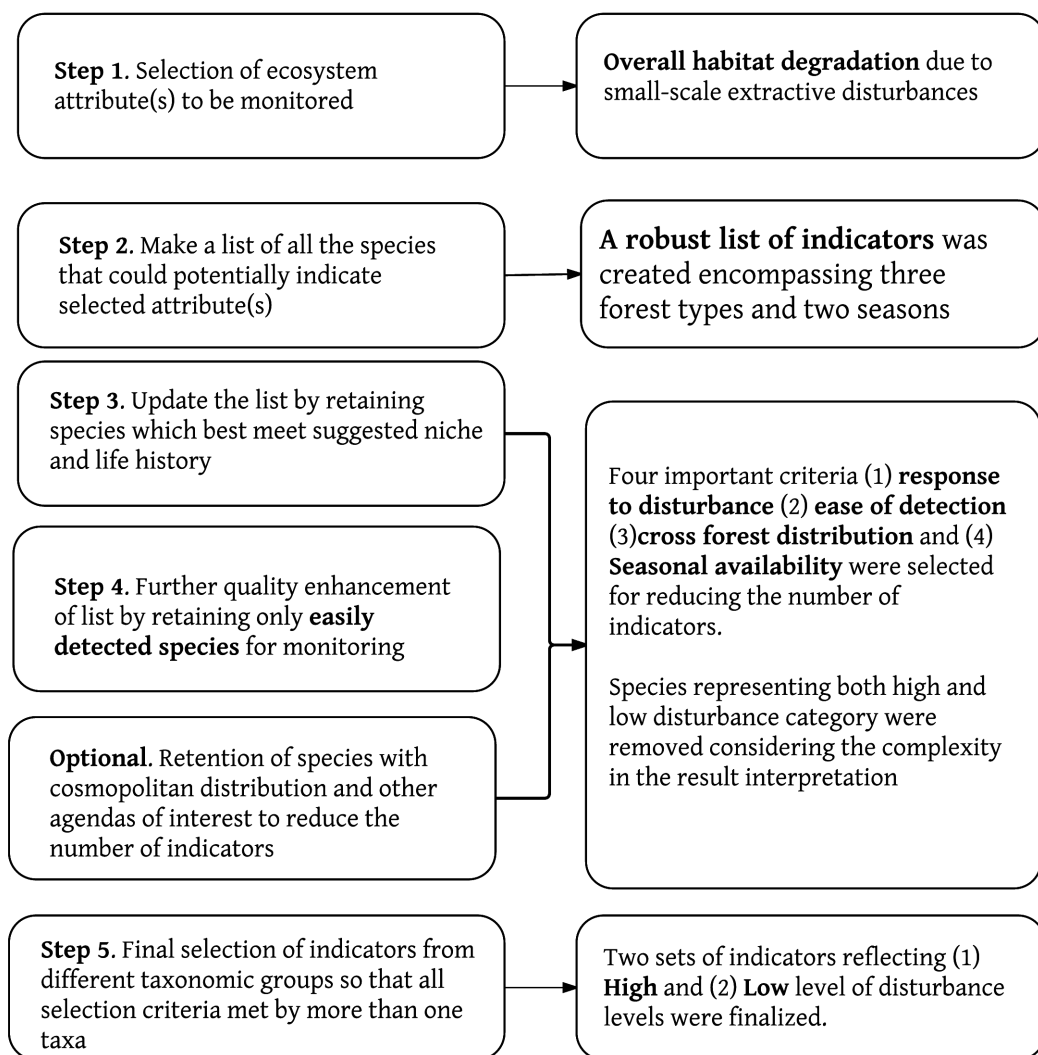 Step 1. Selection of ecosystem
attribute(s) to be monitored
Overall habitat degradation due to
small-scale extractive disturbances
Step 2. Make a list of all the species
that could potentially indicate
selected attribute(s)
A robust list of indicators was
created encompassing three
forest types and two seasons
Step 3. Update the list by retaining
species which best meet suggested niche
and life history
Step 4. Further quality enhancement
of list by retaining only easily
detected species for monitoring
Optional. Retention of species with
cosmopolitan distribution and other
agendas of interest to reduce the
number of indicators
Four important criteria (1) response
to disturbance (2) ease of detection
(3)cross forest distribution and (4)
Seasonal availability were selected
for reducing the number of
indicators.
Species representing both high and
low disturbance category were
removed considering the complexity
in the result interpretation
Step 5. Final selection of indicators from
different taxonomic groups so that all
selection criteria met by more than one
taxa
Two sets of indicators reflecting (1)
High and (2) Low level of disturbance
levels were finalized.